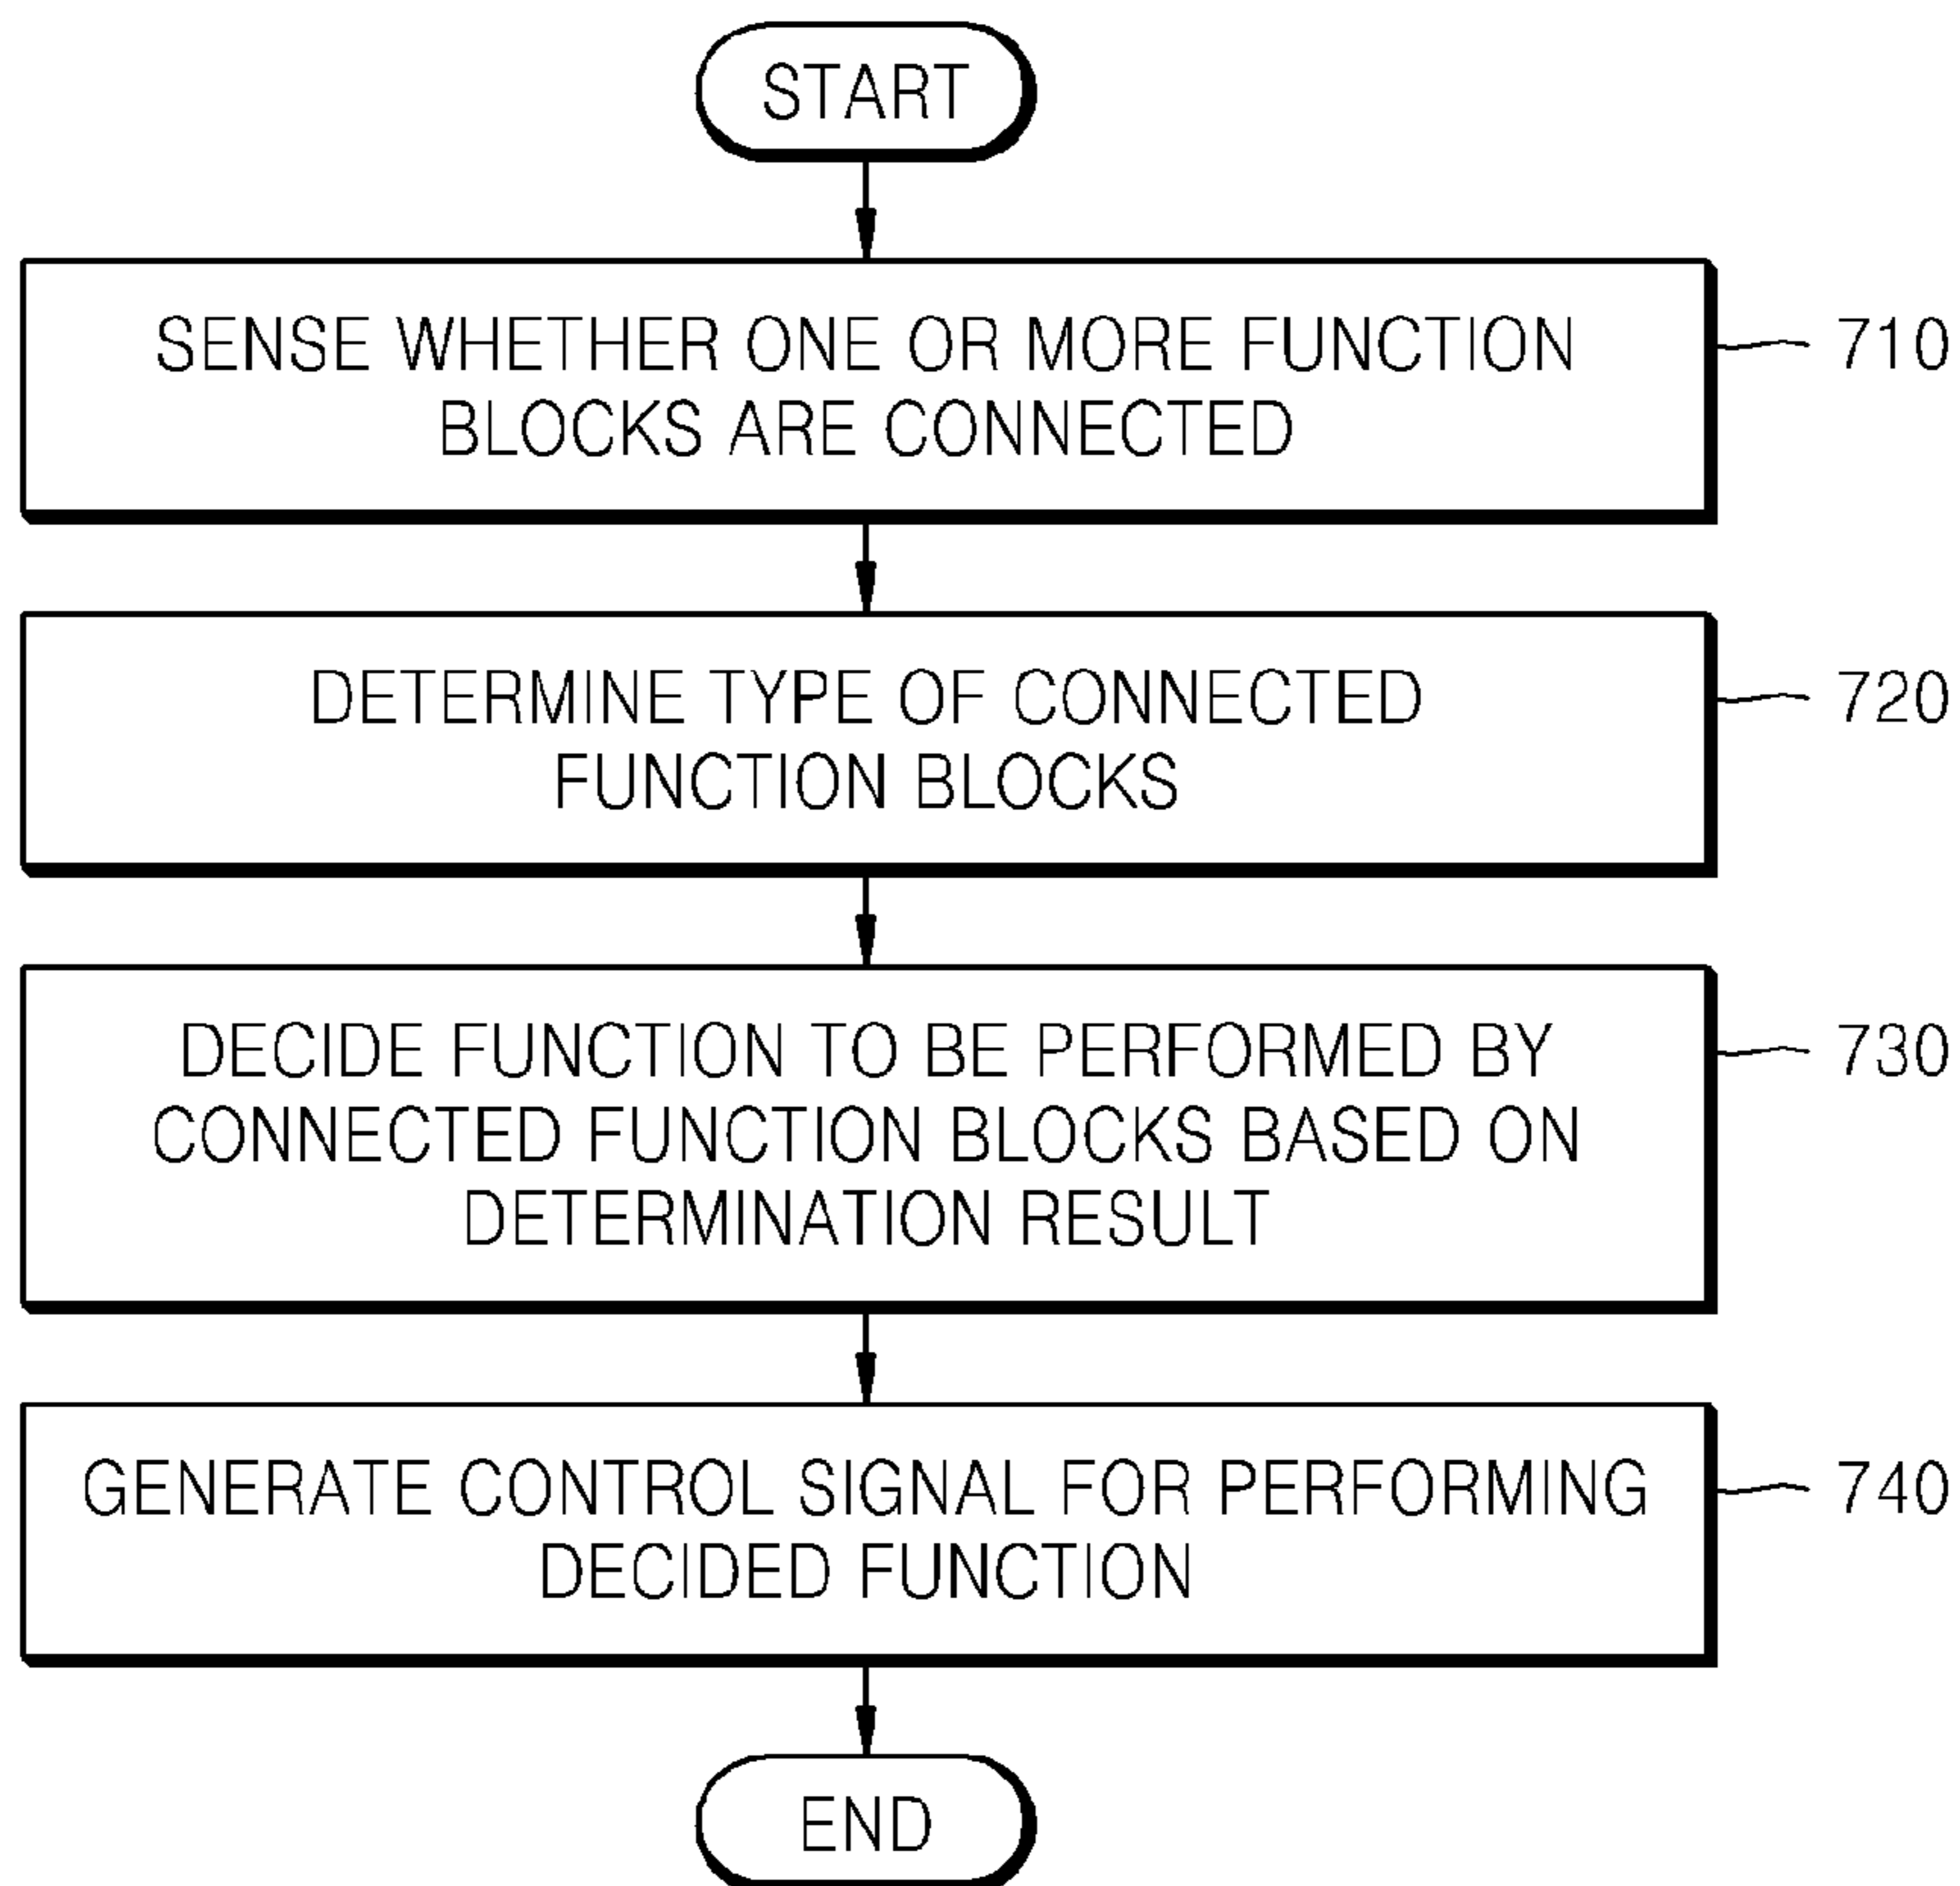 START
SENSE WHETHER ONE OR MORE FUNCTION
BLOCKS ARE CONNECTED
710
DETERMINE TYPE OF CONNECTED
FUNCTION BLOCKS
720
DECIDE FUNCTION TO BE PERFORMED BY
CONNECTED FUNCTION BLOCKS BASED ON
DETERMINATION RESULT
730
GENERATE CONTROL SIGNAL FOR PERFORMING
DECIDED FUNCTION
740
END